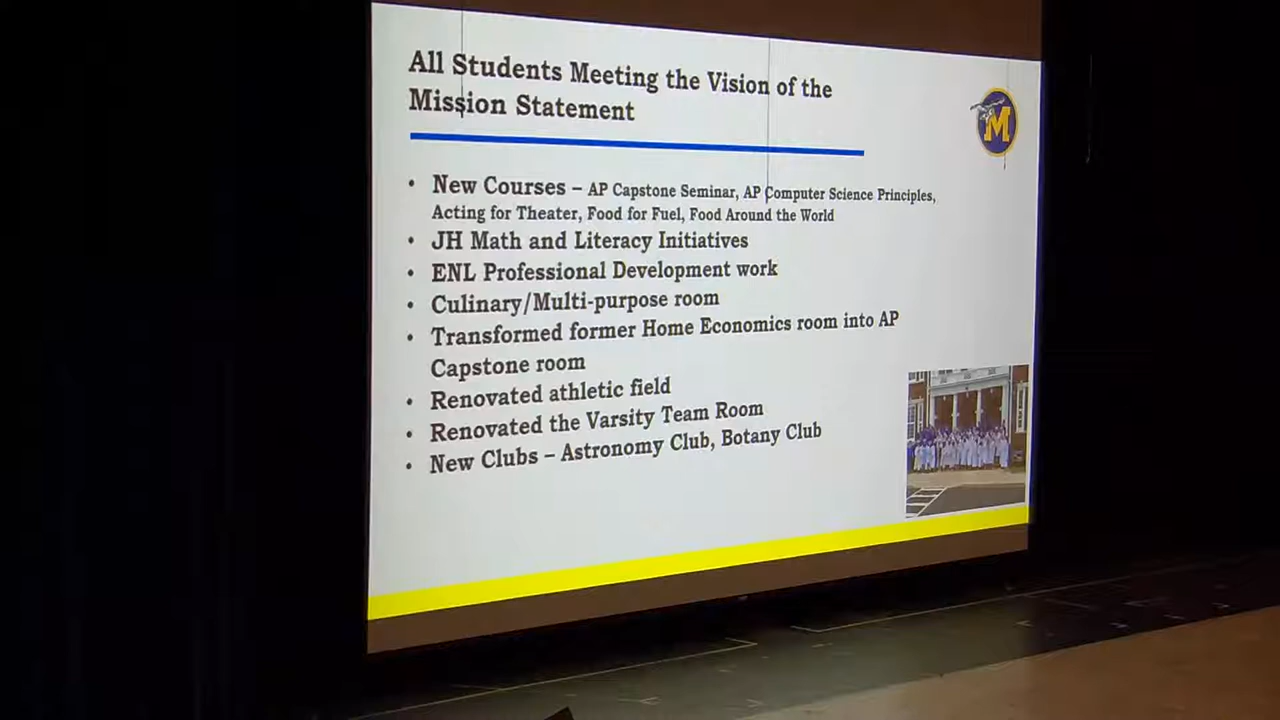 All Students Meeting the Vision of the
Mission Statement
M
• New Courses – AP Capstone Seminar, AP Computer Science Principles,
Acting for Theater, Food for Fuel, Food Around the World
• JH Math and Literacy Initiatives
• ENL Professional Development work
• Culinary/Multi-purpose room
• Transformed former Home Economics room into AP
Capstone room
• Renovated athletic field
• Renovated the Varsity Team Room
• New Clubs – Astronomy Club, Botany Club